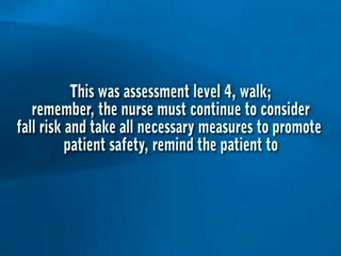 This was assessment level 4, walk;
remember, the nurse must continue to consider
fall risk and take all necessary measures to promote
patient safety, remind the patient to